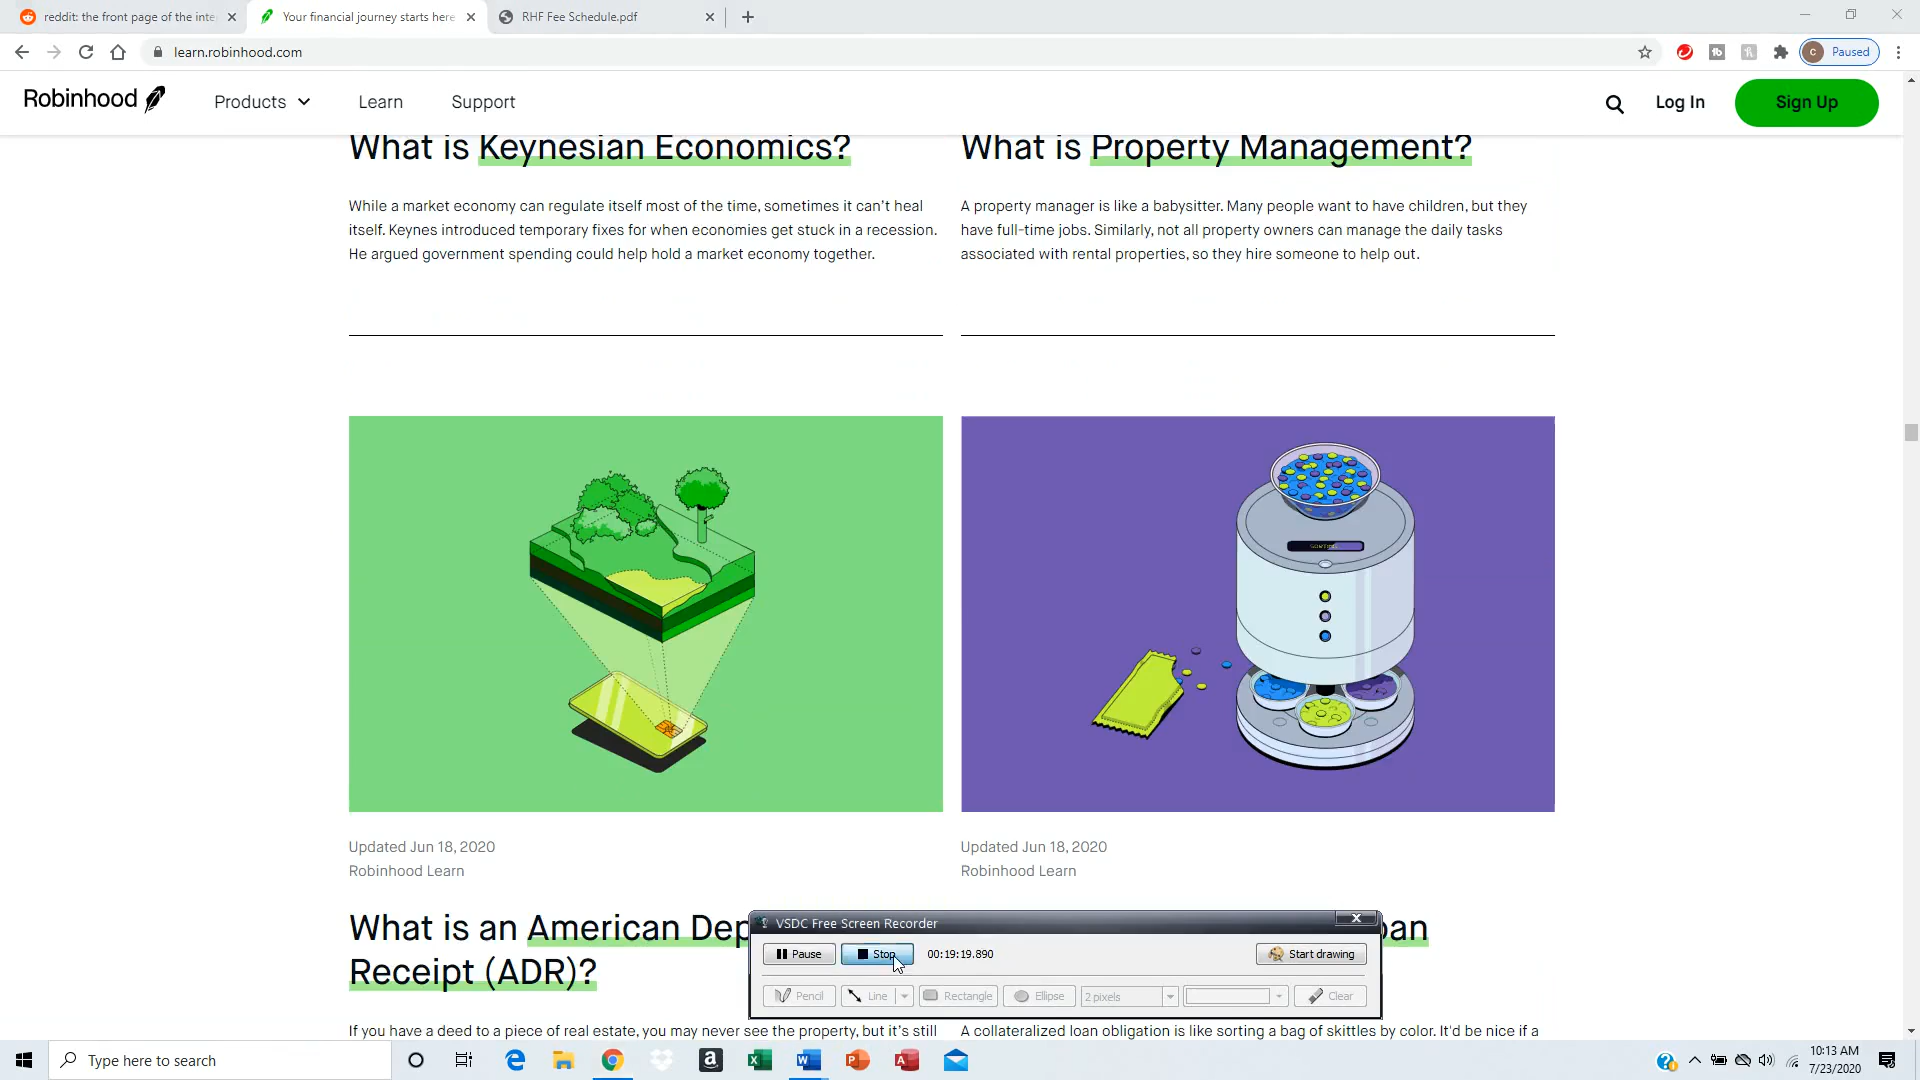 reddit: the front page of the inte
Your financial journey starts here
RHF Fee Schedule.pdf
learn.robinhood.com
C Paused
Robinhood
Products
Learn
Support
Log In
Sign Up
What is Keynesian Economics?
While a market economy can regulate itself most of the time, sometimes it can't heal
itself. Keynes introduced temporary fixes for when economies get stuck in a recession.
He argued government spending could help hold a market economy together.
What is Property Management?
A property manager is like a babysitter. Many people want to have children, but they
have full-time jobs. Similarly, not all property owners can manage the daily tasks
associated with rental properties, so they hire someone to help out.
Updated Jun 18, 2020
Robinhood Learn
What is an American Dep
Receipt (ADR)?
If you have a deed to a piece of real estate, you may never see the property, but it's still
Updated Jun 18, 2020
Robinhood Learn
oan
A collateralized loan obligation is like sorting a bag of skittles by color. It'd be nice if a
VSDC Free Screen Recorder
Pause
Stop
00:19:19.890
Start drawing
Pencil
Line
Rectangle
Ellipse
2 pixels
Clear
Type here to search
10:13 AM
7/23/2020